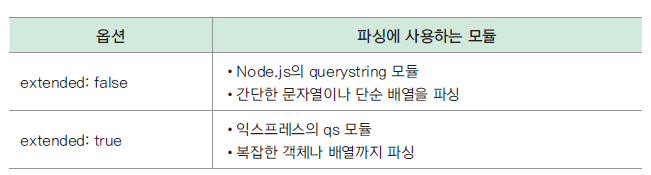 옵션 파싱에 사용하는 모듈
extended: false
• Node.js의 querystring 모듈
• 간단한 문자열이나 단순 배열을 파싱
extended: true
• 익스프레스의 qs 모듈
• 복잡한 객체나 배열까지 파싱